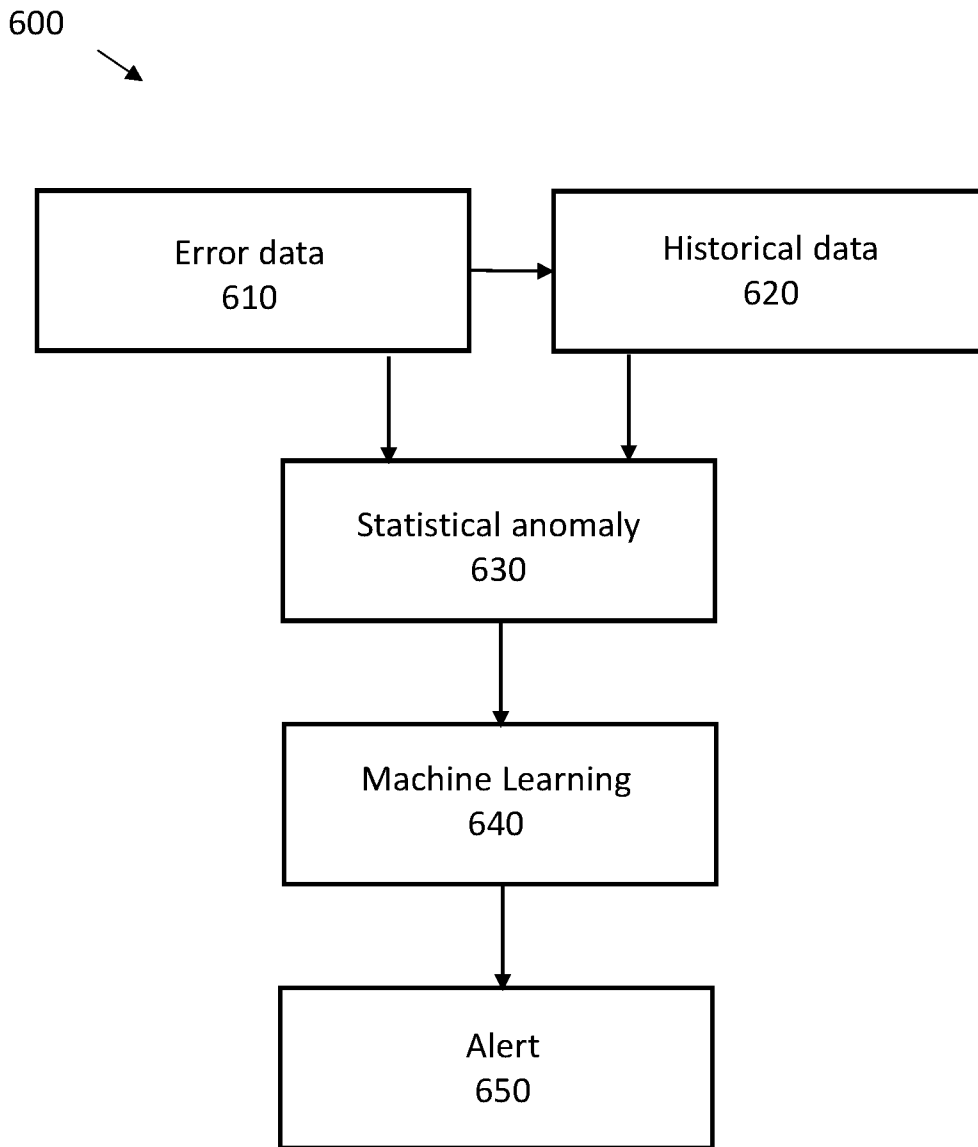 600
Error data
610
Historical data
620
Statistical anomaly
630
Machine Learning
640
Alert
650